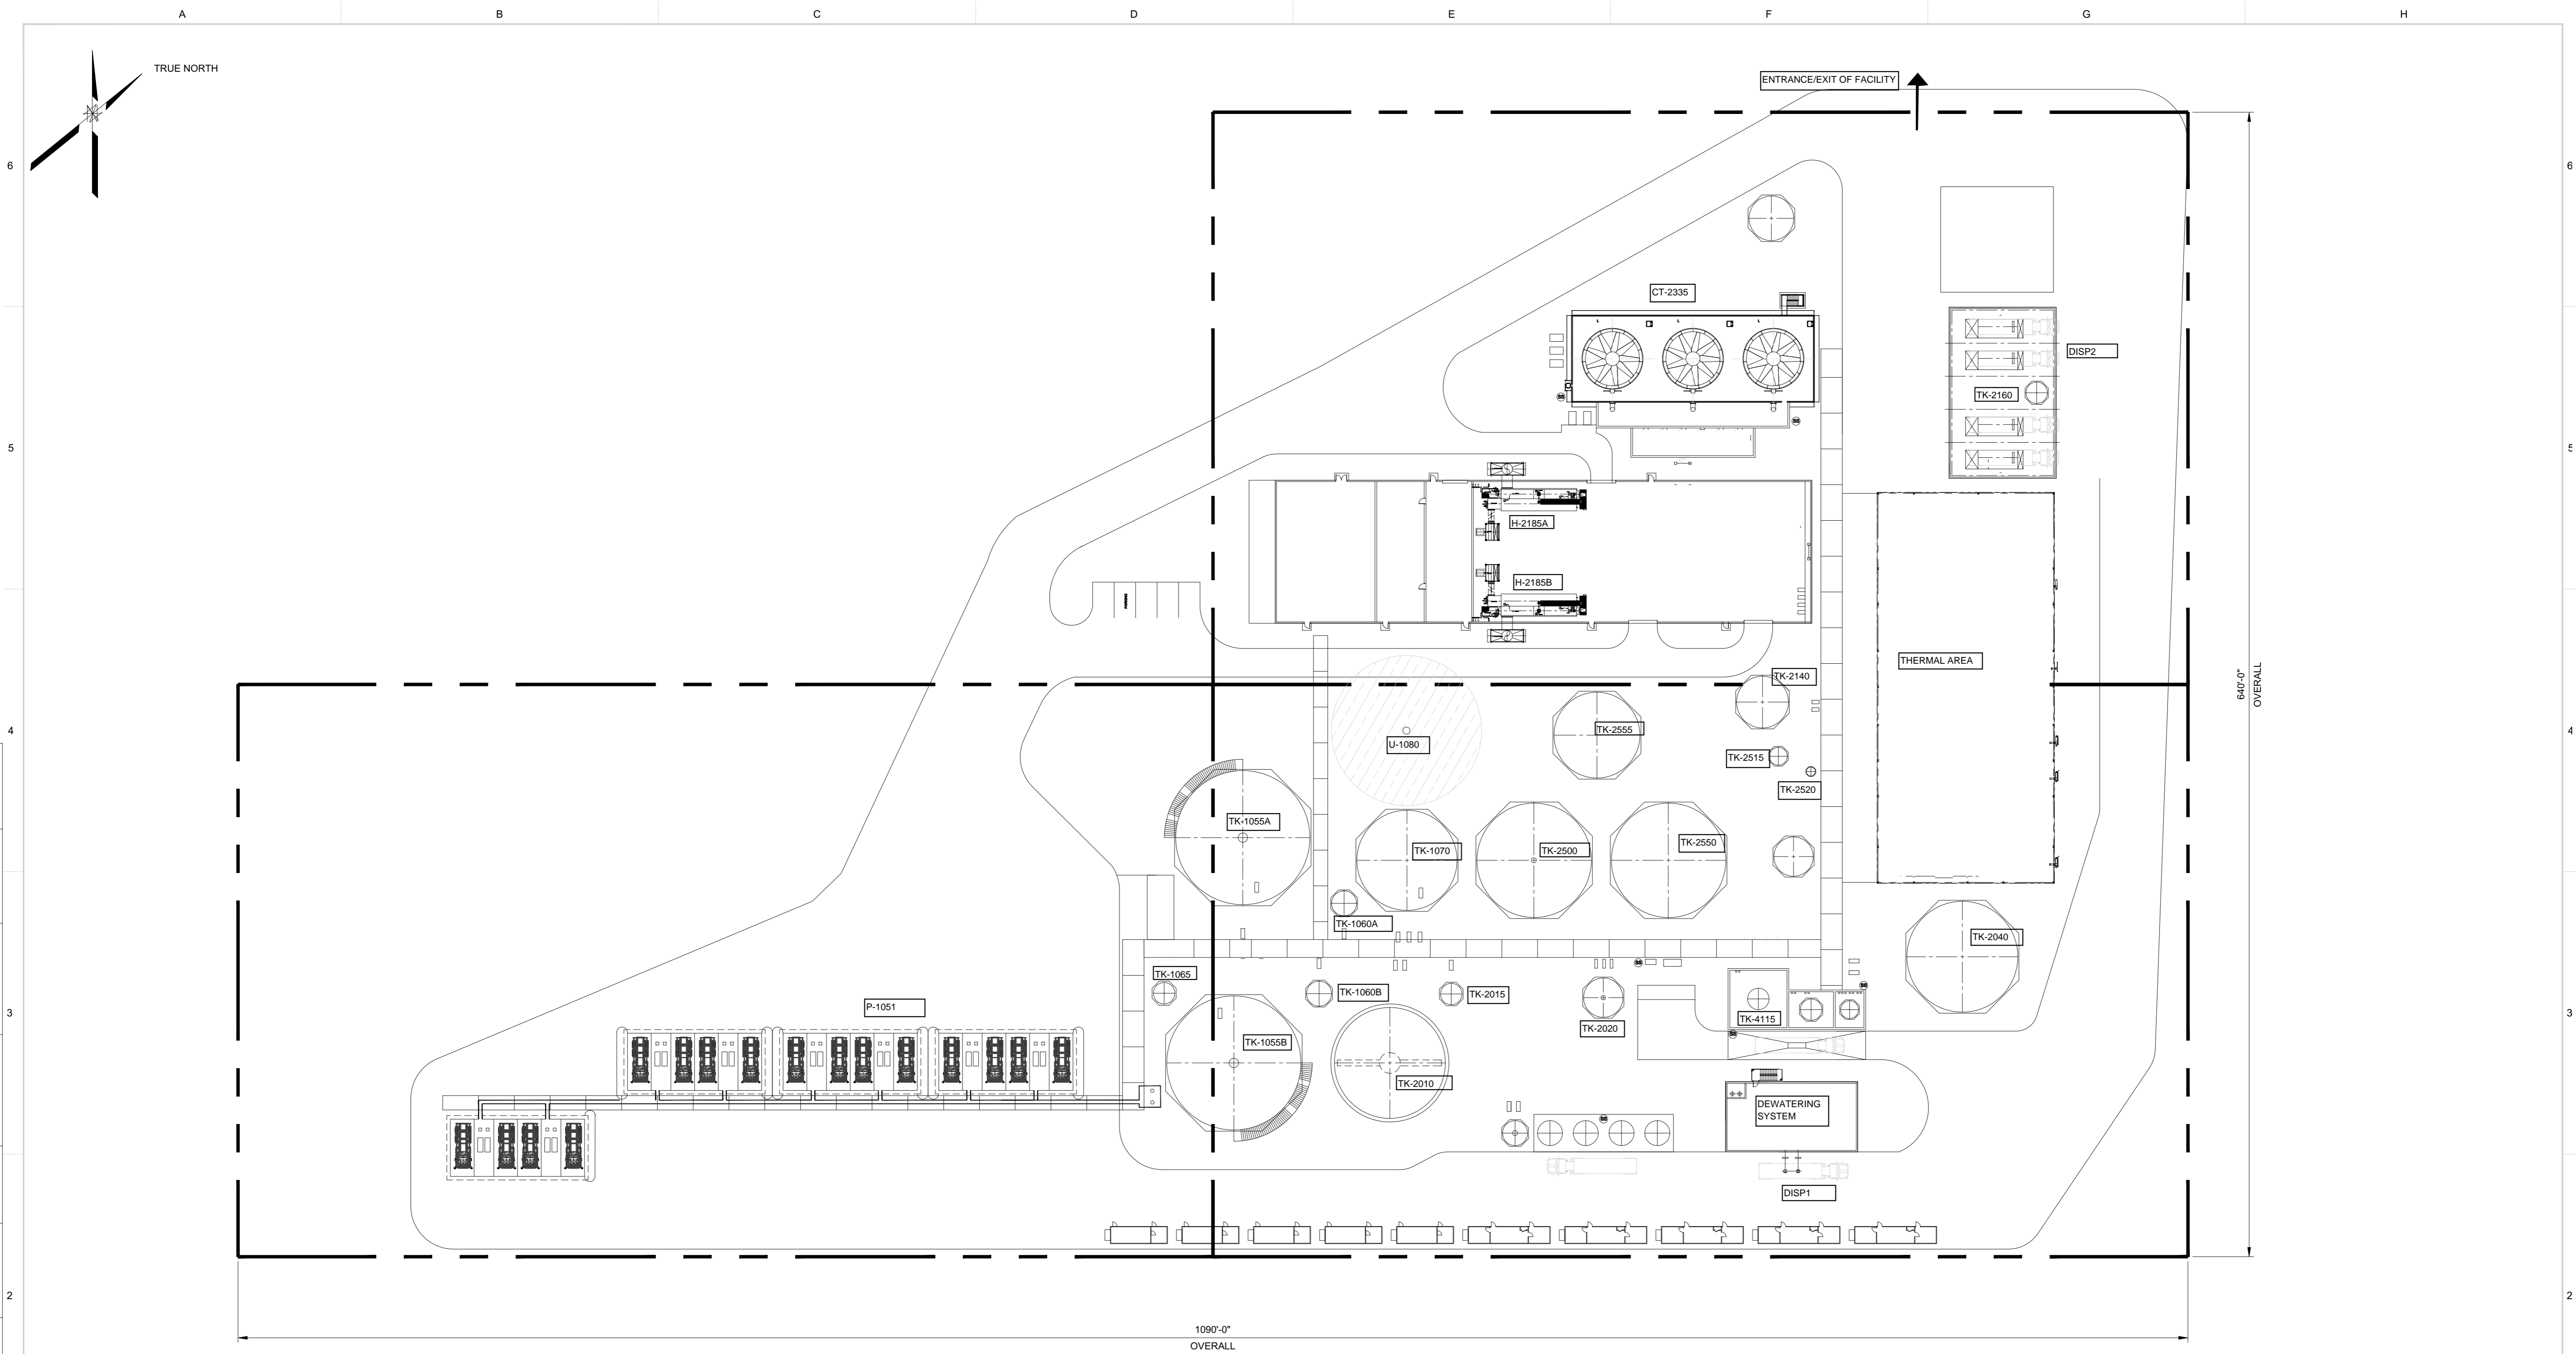 A B C D E F G H
TRUE NORTH
ENTRANCE/EXIT OF FACILITY
6 6
CT-2335
DISP2
TK-2160
5 5
H-2185A
H-2185B
PARKING
THERMAL AREA
TK-2140
640'-0"
OVERALL
4 4
TK-2555
U-1080
TK-2515
TK-2520
TK-1055A
TK-1070
TK-2500
TK-2550
TK-1060A
TK-2040
TK-1065
TK-1060B
TK-2015
P-1051
3 3
TK-4115
TK-2020
TK-1055B
TK-2010
DEWATERING
SYSTEM
DISP1
2 2
1090'-0"
OVERALL